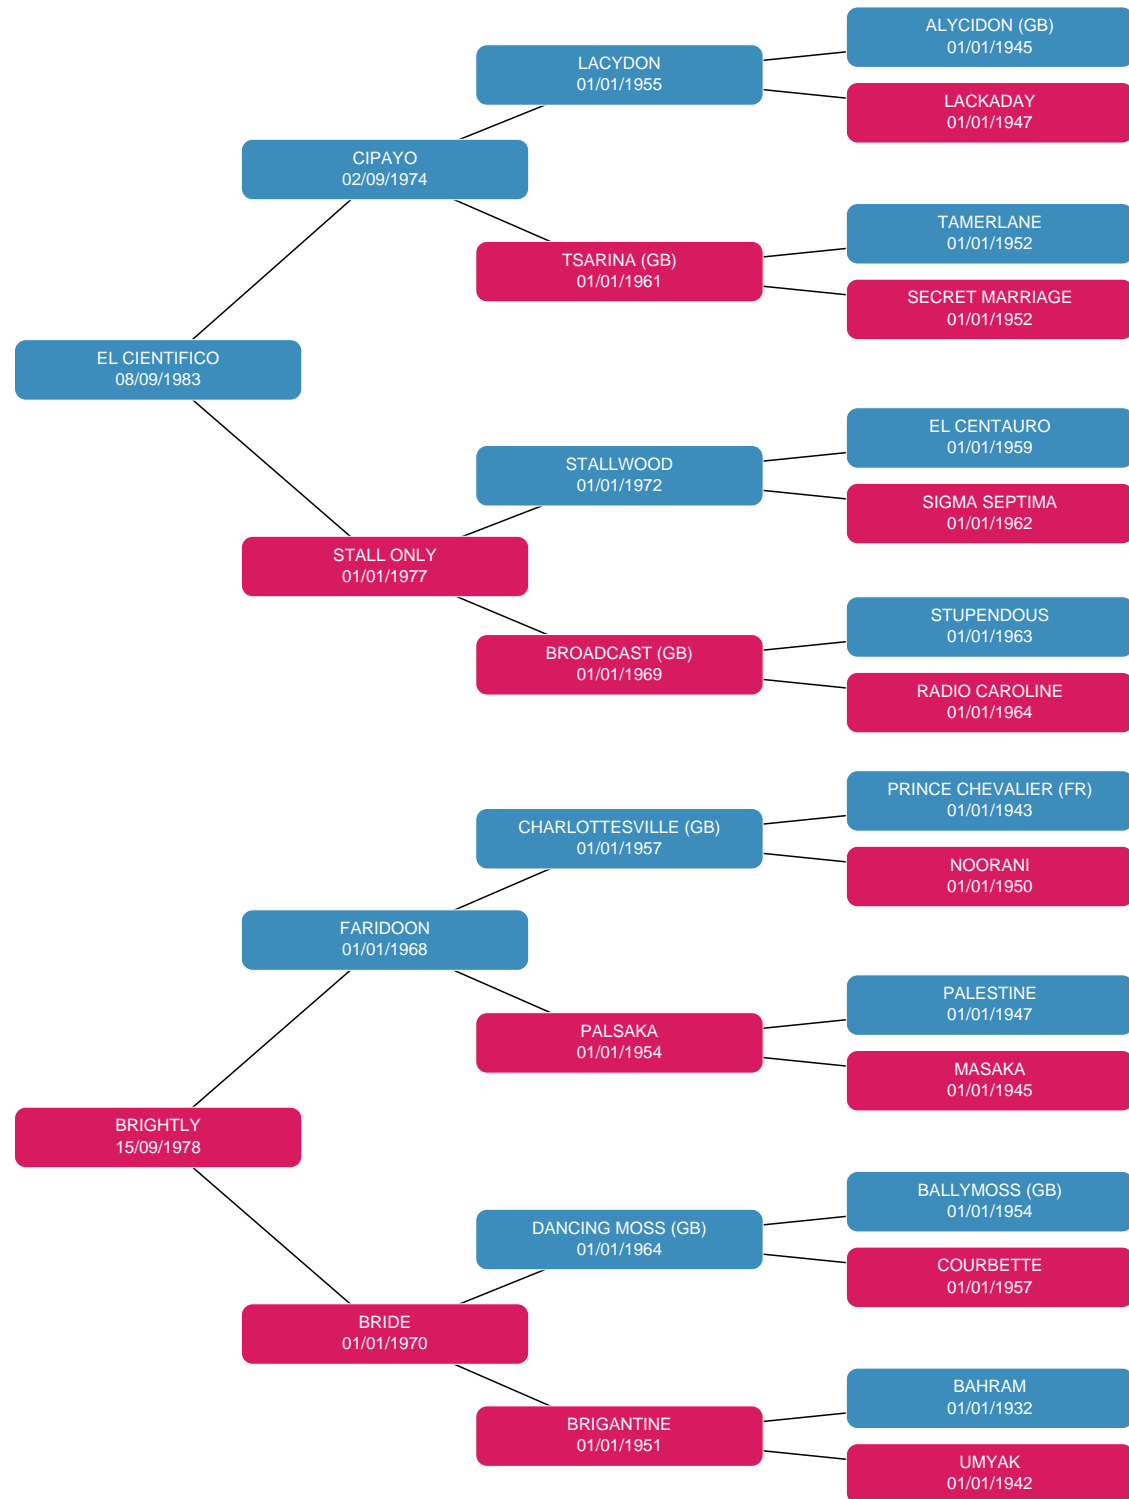 ALYCIDON (GB)
01/01/1945
LACYDON
01/01/1955
LACKADAY
01/01/1947
CIPAYO
02/09/1974
TAMERLANE
01/01/1952
TSARINA (GB)
01/01/1961
SECRET MARRIAGE
01/01/1952
EL CIENTIFICO
08/09/1983
EL CENTAURO
01/01/1959
STALLWOOD
01/01/1972
SIGMA SEPTIMA
01/01/1962
STALL ONLY
01/01/1977
STUPENDOUS
01/01/1963
BROADCAST (GB)
01/01/1969
RADIO CAROLINE
01/01/1964
PRINCE CHEVALIER (FR)
01/01/1943
CHARLOTTESVILLE (GB)
01/01/1957
NOORANI
01/01/1950
FARIDOON
01/01/1968
PALESTINE
01/01/1947
PALSAKA
01/01/1954
MASAKA
01/01/1945
BRIGHTLY
15/09/1978
BALLYMOSS (GB)
01/01/1954
DANCING MOSS (GB)
01/01/1964
COURBETTE
01/01/1957
BRIDE
01/01/1970
BAHRAM
01/01/1932
BRIGANTINE
01/01/1951
UMYAK
01/01/1942